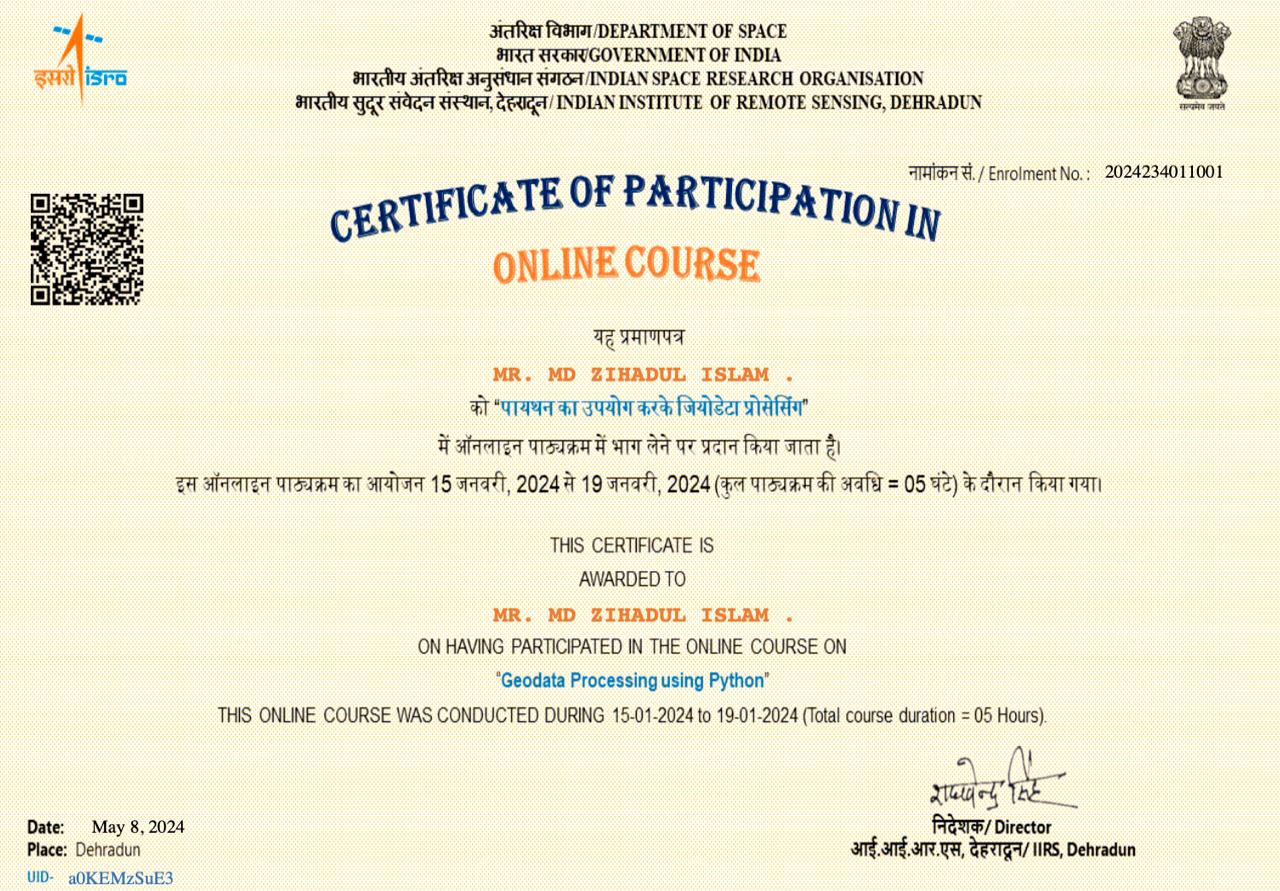 इसरो isro
अंतरिक्ष विभाग/DEPARTMENT OF SPACE
भारत सरकार/GOVERNMENT OF INDIA
भारतीय अंतरिक्ष अनुसंधान संगठन/INDIAN SPACE RESEARCH ORGANISATION
भारतीय सुदूर संवेदन संस्थान, देहरादून/ INDIAN INSTITUTE OF REMOTE SENSING, DEHRADUN
सत्यमेव जयते
नामांकन सं./ Enrolment No. : 2024234011001
CERTIFICATE OF PARTICIPATION IN
ONLINE COURSE
यह प्रमाणपत्र
MR. MD ZIHADUL ISLAM .
को “पायथन का उपयोग करके जियोडेटा प्रोसेसिंग”
में ऑनलाइन पाठ्यक्रम में भाग लेने पर प्रदान किया जाता है।
इस ऑनलाइन पाठ्यक्रम का आयोजन 15 जनवरी, 2024 से 19 जनवरी, 2024 (कुल पाठ्यक्रम की अवधि = 05 घंटे) के दौरान किया गया।
THIS CERTIFICATE IS
AWARDED TO
MR. MD ZIHADUL ISLAM .
ON HAVING PARTICIPATED IN THE ONLINE COURSE ON
“Geodata Processing using Python”
THIS ONLINE COURSE WAS CONDUCTED DURING 15-01-2024 to 19-01-2024 (Total course duration = 05 Hours).
राघवेन्द्र सिंह
निदेशक/ Director
आई.आई.आर.एस, देहरादून/ IIRS, Dehradun
Date: May 8, 2024
Place: Dehradun
UID- a0KEMzSuE3